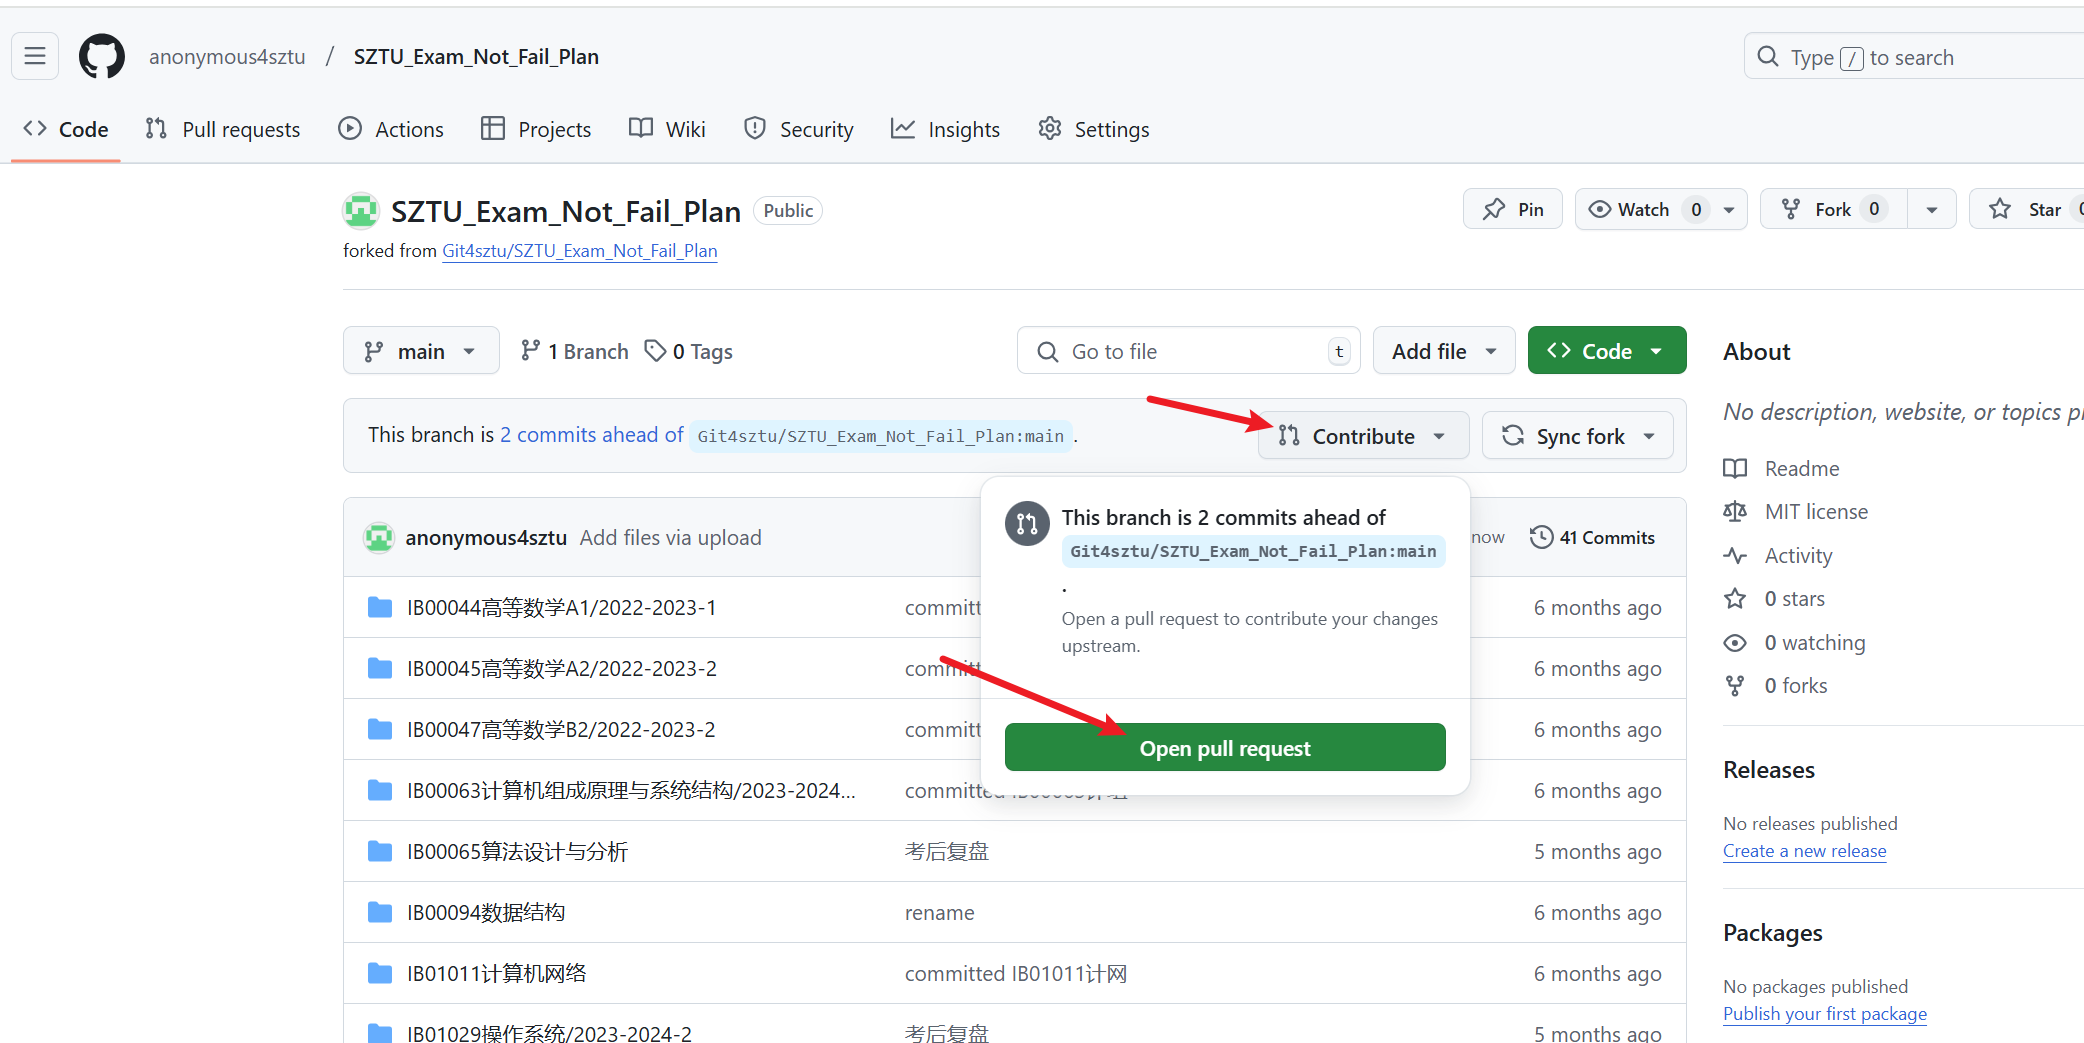 anonymous4sztu / SZTU_Exam_Not_Fail_Plan
Type / to search
Code Pull requests Actions Projects Wiki Security Insights Settings
SZTU_Exam_Not_Fail_Plan Public
Pin Watch 0 Fork 0 Star
forked from Git4sztu/SZTU_Exam_Not_Fail_Plan
main 1 Branch 0 Tags
Go to file t Add file Code
This branch is 2 commits ahead of Git4sztu/SZTU_Exam_Not_Fail_Plan:main .
Contribute Sync fork
This branch is 2 commits ahead of
Git4sztu/SZTU_Exam_Not_Fail_Plan:main
.
Open a pull request to contribute your changes
upstream.
Open pull request
anonymous4sztu Add files via upload now 41 Commits
IB00044高等数学A1/2022-2023-1 6 months ago
IB00045高等数学A2/2022-2023-2 6 months ago
IB00047高等数学B2/2022-2023-2 6 months ago
IB00063计算机组成原理与系统结构/2023-2024... 6 months ago
IB00065算法设计与分析 考后复盘 5 months ago
IB00094数据结构 rename 6 months ago
IB01011计算机网络 committed IB01011计网 6 months ago
IB01029操作系统/2023-2024-2 考后复盘 5 months ago
About
No description, website, or topics
Readme
MIT license
Activity
0 stars
0 watching
0 forks
Releases
No releases published
Create a new release
Packages
No packages published
Publish your first package